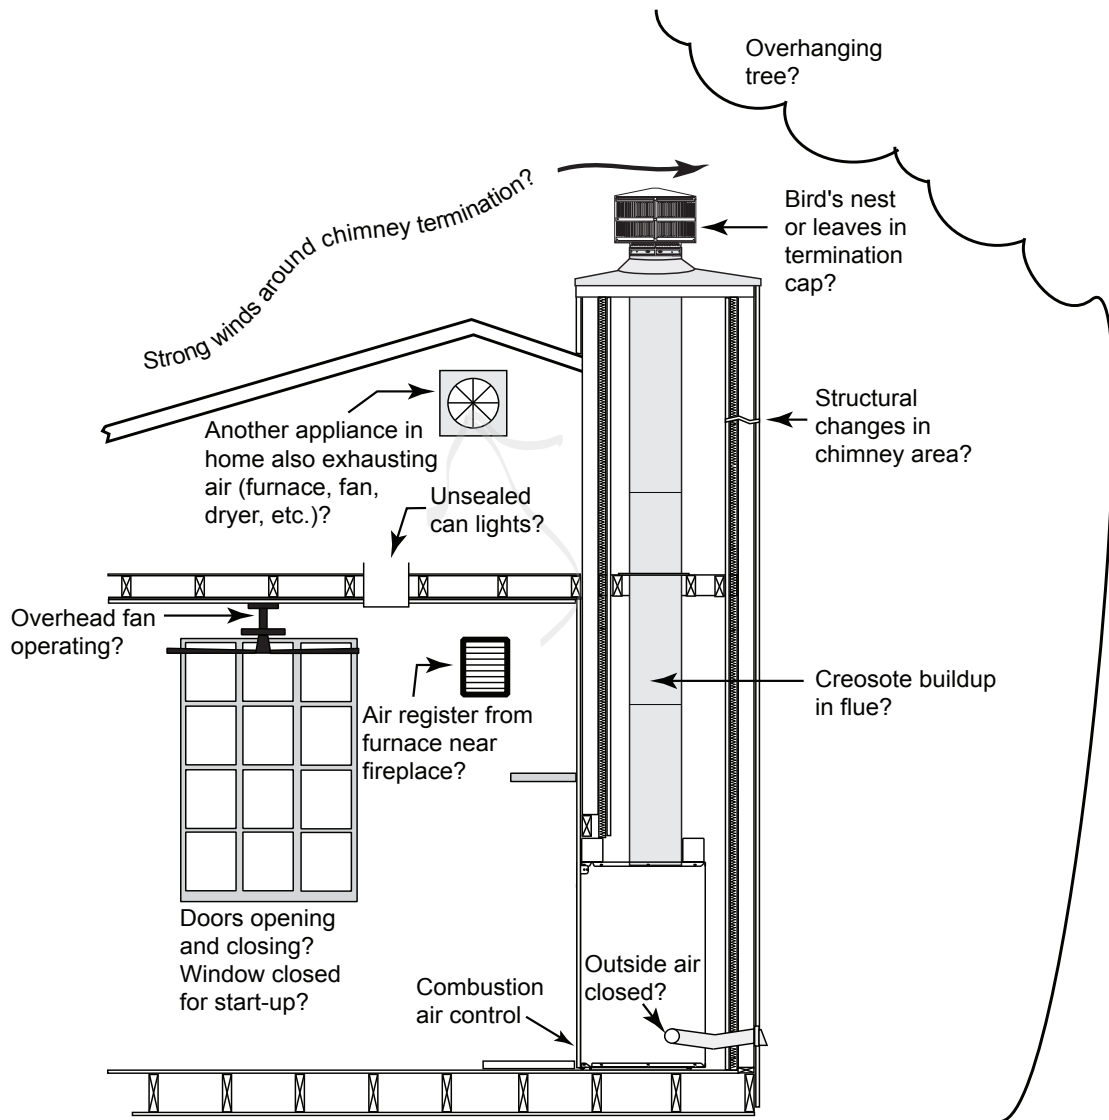 Overhanging
tree?
Strong winds around chimney termination?
Bird's nest
or leaves in
termination
cap?
Another appliance in
home also exhausting
air (furnace, fan,
dryer, etc.)?
Structural
changes in
chimney area?
Unsealed
can lights?
Overhead fan
operating?
Air register from
furnace near
fireplace?
Creosote buildup
in flue?
Doors opening
and closing?
Window closed
for start-up?
Combustion
air control
Outside air
closed?